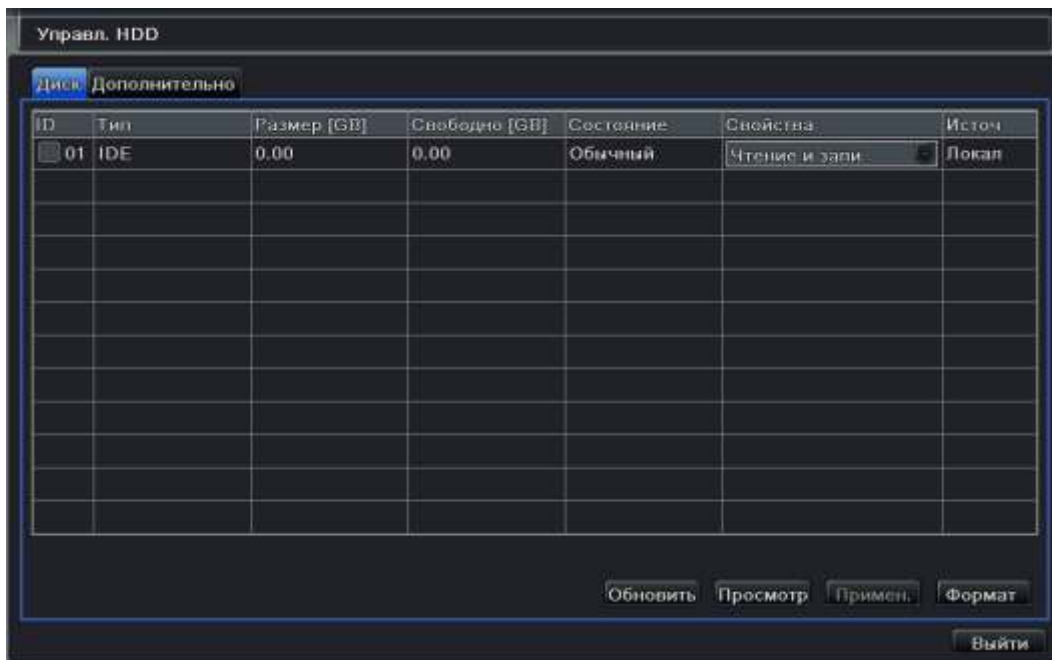 Управл. HDD
Диск Дополнительно
ID Тип Размер [GB] Свободно [GB] Состояние Свойства Источ
01 IDE 0.00 0.00 Обычный Чтение и запи Локал
Обновить Просмотр Примен. Формат
Выйти